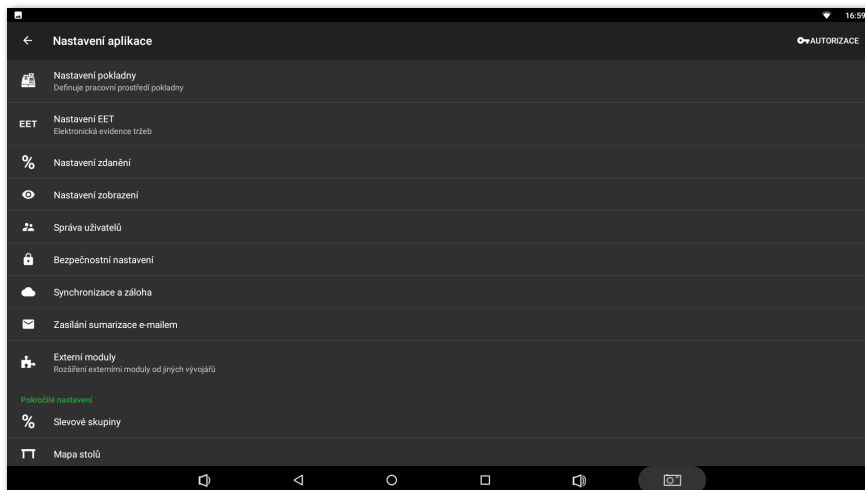 16:59
Nastavení aplikace
AUTORIZACE
Nastavení pokladny
Definuje pracovní prostředí pokladny
EET
Nastavení EET
Elektronická evidence tržeb
Nastavení zdanění
Nastavení zobrazení
Správa uživatelů
Bezpečnostní nastavení
Synchronizace a záloha
Zasílání sumarizace e-mailem
Externí moduly
Rozšíření externími moduly od jiných vývojářů
Pokročilé nastavení
Slevové skupiny
Mapa stolů